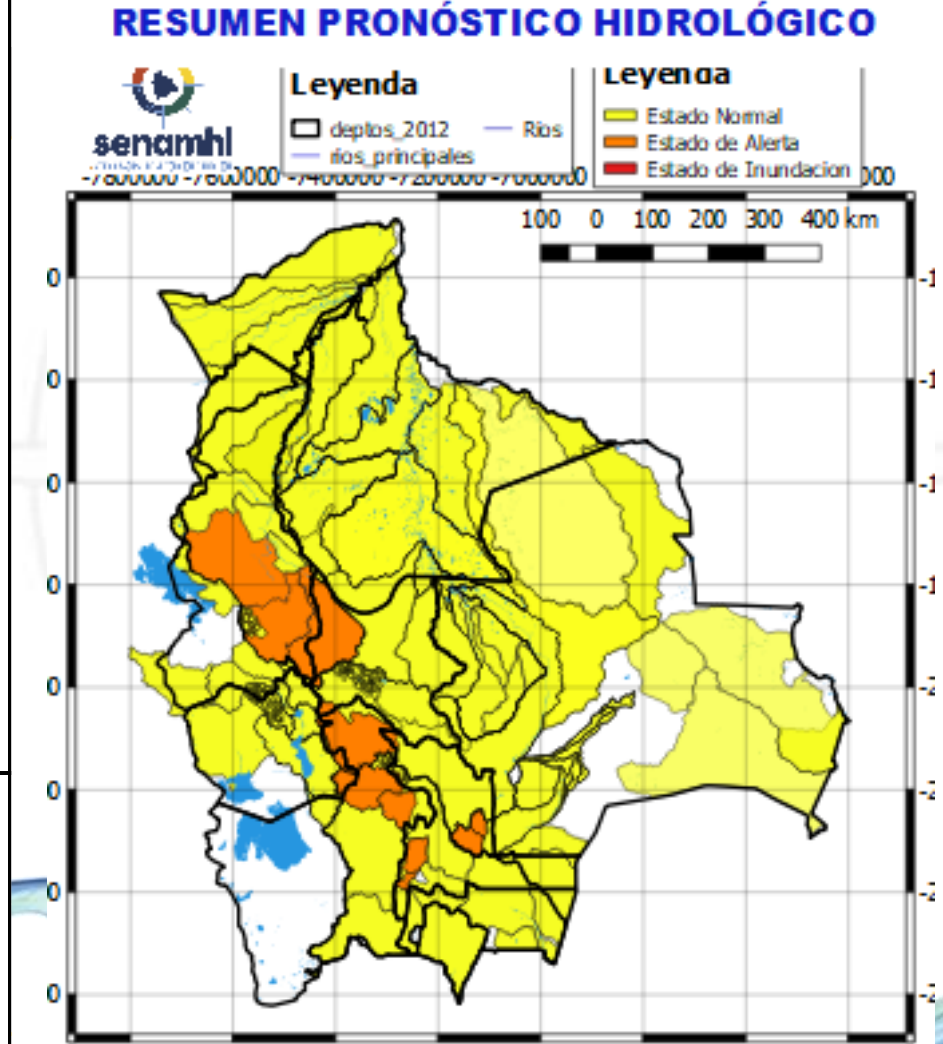 RESUMEN PRONÓSTICO HIDROLÓGICO
senamhi
Leyenda
deptos_2012
Rios
rios_principales
Leyenda
Estado Normal
Estado de Alerta
Estado de Inundacion
-7800000 -7600000 -7400000 -7200000 -7000000
100 0 100 200 300 400 km